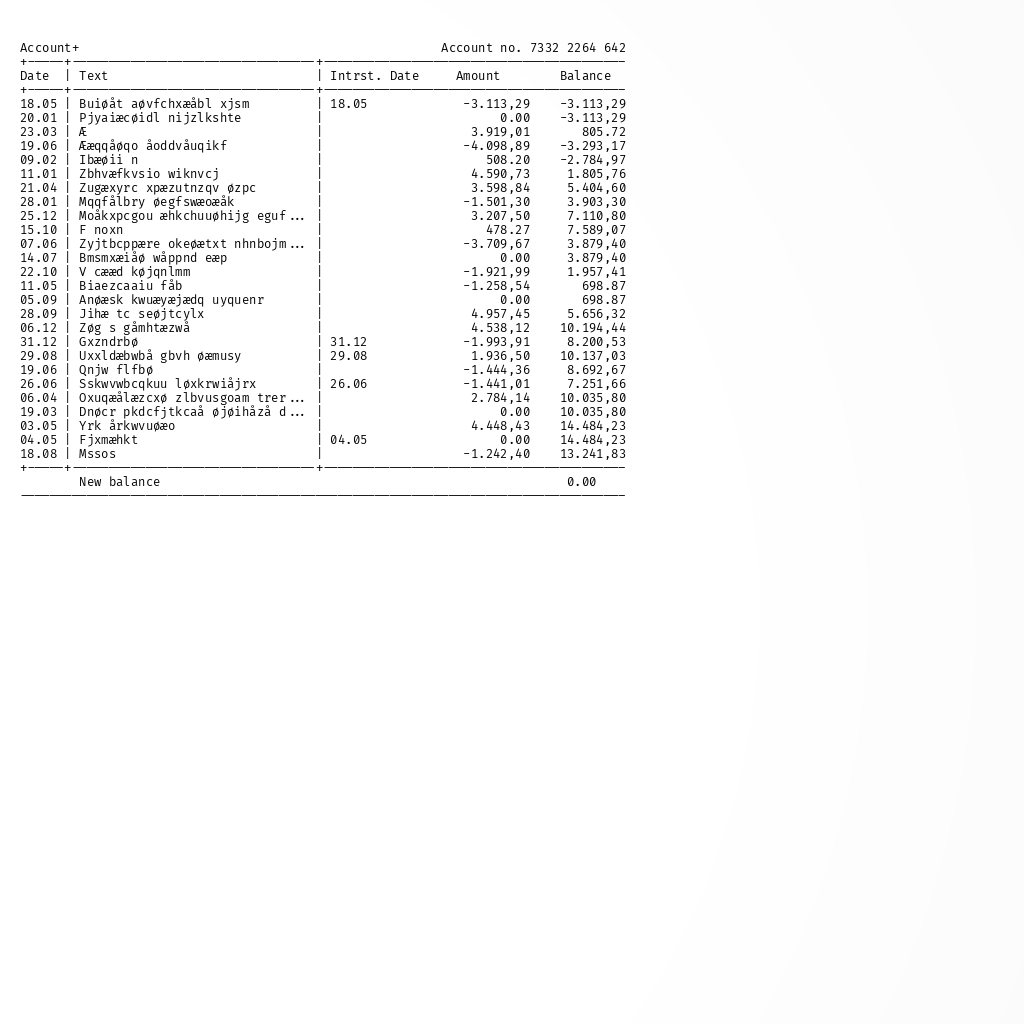 Account+ Account no. 7332 2264 642
Date | Text | Intrst. Date Amount Balance
18.05 | Buiøåt aøvfchxæåbl xjsm | 18.05 -3.113,29 -3.113,29
20.01 | Pjyaiæcøidl nijzlkshte | 0.00 -3.113,29
23.03 | Æ | 3.919,01 805.72
19.06 | Ææqqåøqo åoddvåuqikf | -4.098,89 -3.293,17
09.02 | Ibæøii n | 508.20 -2.784,97
11.01 | Zbhvæfkvsio wiknvcj | 4.590,73 1.805,76
21.04 | Zugæxyrc xpæzutnzqv øzpc | 3.598,84 5.404,60
28.01 | Mqqfålbry øegfswæoæåk | -1.501,30 3.903,30
25.12 | Moåkxpcgou æhkchuuøhijg eguf... | 3.207,50 7.110,80
15.10 | F noxn | 478.27 7.589,07
07.06 | Zyjtbcppære okeøætxt nhnbojm... | -3.709,67 3.879,40
14.07 | Bmsmxæiåø wåppnd eæp | 0.00 3.879,40
22.10 | V cææd køjqnlmm | -1.921,99 1.957,41
11.05 | Biaezcaaiu fåb | -1.258,54 698.87
05.09 | Anøæsk kwuæyæjædq uyquenr | 0.00 698.87
28.09 | Jihæ tc seøjtcylx | 4.957,45 5.656,32
06.12 | Zøg s gåmhtæzwå | 4.538,12 10.194,44
31.12 | Gxzndrbø | 31.12 -1.993,91 8.200,53
29.08 | Uxxldæbwbå gbvh øæmusy | 29.08 1.936,50 10.137,03
19.06 | Qnjw flfbø | -1.444,36 8.692,67
26.06 | Sskwvwbcqkuu løxkrwiåjrx | 26.06 -1.441,01 7.251,66
06.04 | Oxuqæålæzcxø zlbvusgoam trer... | 2.784,14 10.035,80
19.03 | Dnøcr pkdcfjtkcaå øjøihåzå d... | 0.00 10.035,80
03.05 | Yrk årkwvuøæo | 4.448,43 14.484,23
04.05 | Fjxmæhkt | 04.05 0.00 14.484,23
18.08 | Mssos | -1.242,40 13.241,83
New balance 0.00